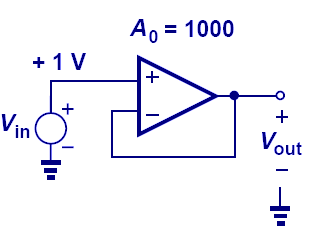 A0 = 1000
+ 1 V
+
−
Vin
+
−
+
Vout
−